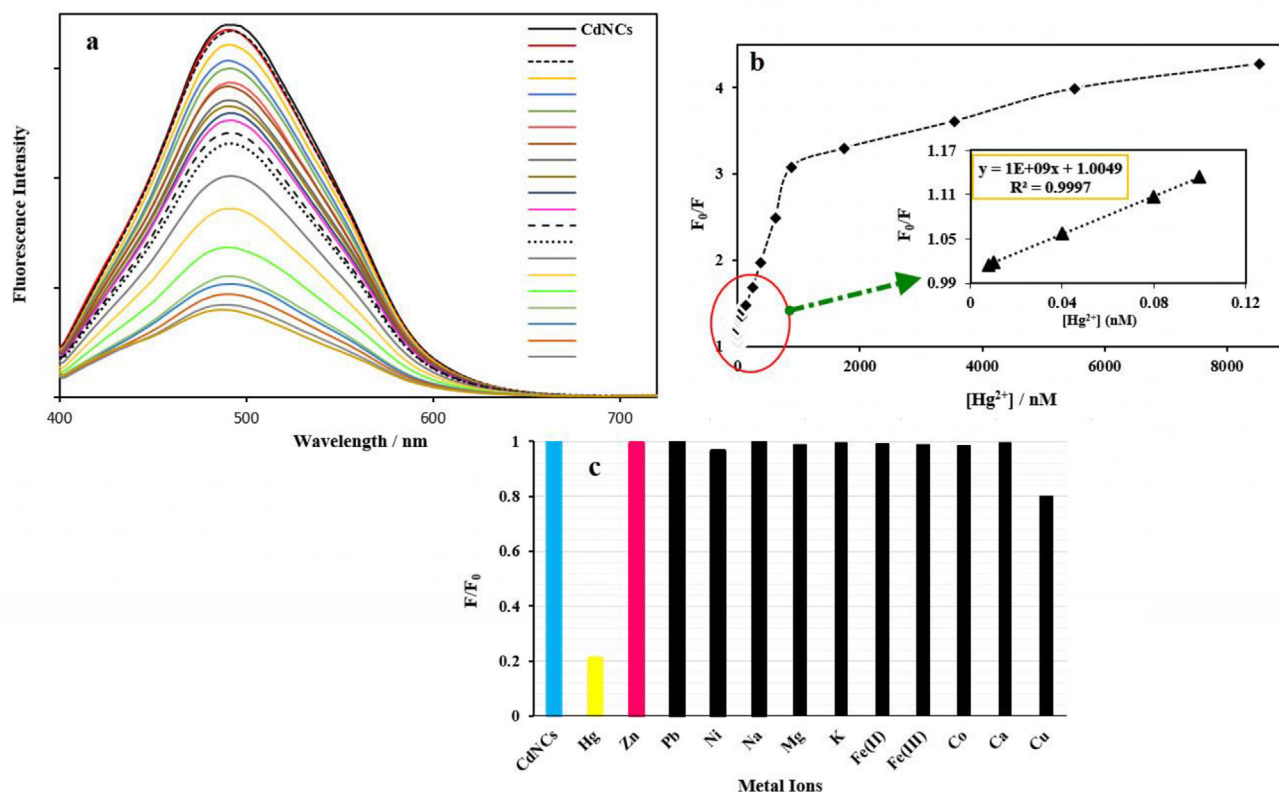 a
CdNCs
Fluorescence Intensity
400
500
600
700
Wavelength / nm
b
4
3
2
1
F₀/F
0
2000
4000
6000
8000
[Hg²⁺] / nM
y = 1E+09x + 1.0049
R² = 0.9997
1.17
1.11
1.05
0.99
F₀/F
0
0.04
0.08
0.12
[Hg²⁺] (nM)
c
1
0.8
0.6
0.4
0.2
0
F/F₀
CdNCs
Hg
Zn
Pb
Ni
Na
Mg
K
Fe(II)
Fe(III)
Co
Ca
Cu
Metal Ions